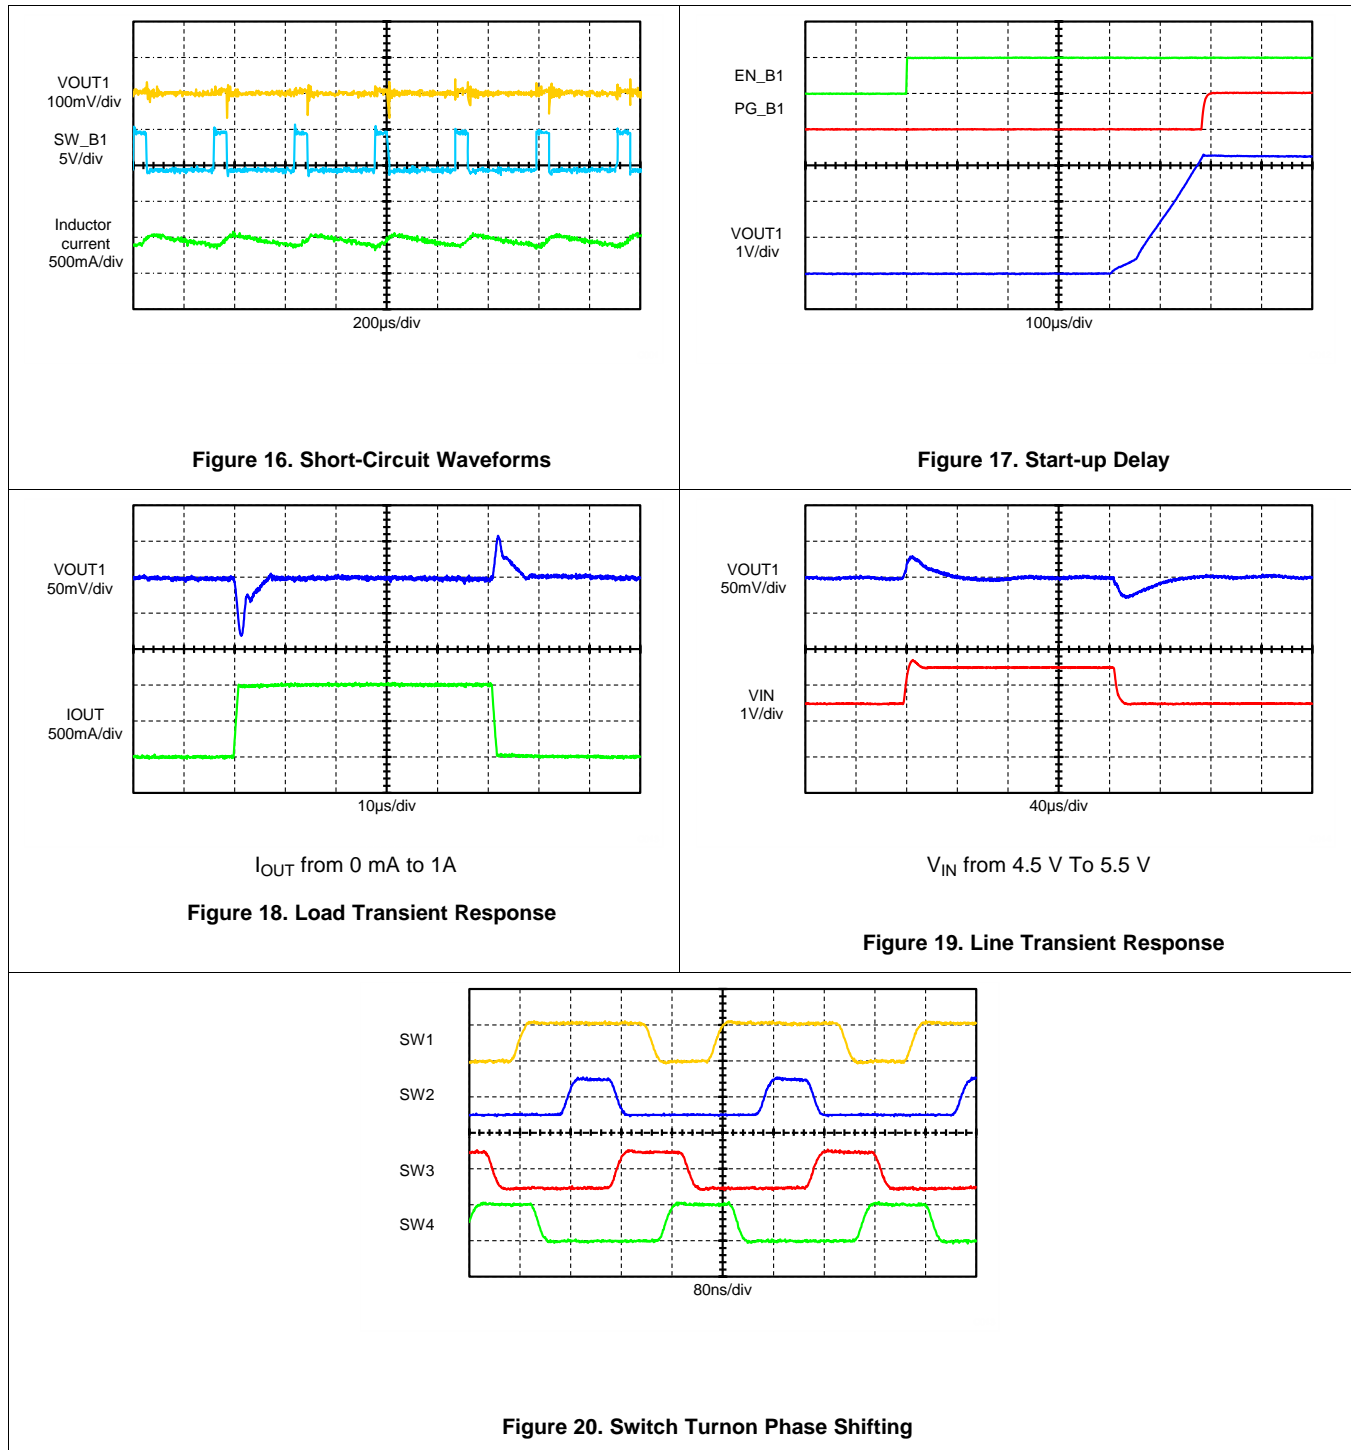 VOUT1
100mV/div
SW_B1
5V/div
Inductor
current
500mA/div
200µs/div
Figure 16. Short-Circuit Waveforms
EN_B1
PG_B1
VOUT1
1V/div
100µs/div
Figure 17. Start-up Delay
VOUT1
50mV/div
IOUT
500mA/div
10µs/div
IOUT from 0 mA to 1A
Figure 18. Load Transient Response
VOUT1
50mV/div
VIN
1V/div
40µs/div
VIN from 4.5 V To 5.5 V
Figure 19. Line Transient Response
SW1
SW2
SW3
SW4
80ns/div
Figure 20. Switch Turnon Phase Shifting